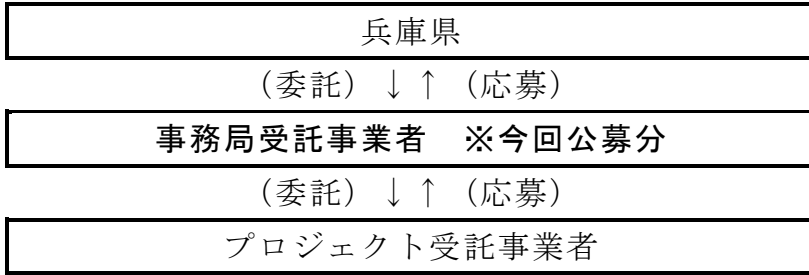 兵庫県
（委託）↓↑（応募）
事務局受託事業者　※今回公募分
（委託）↓↑（応募）
プロジェクト受託事業者